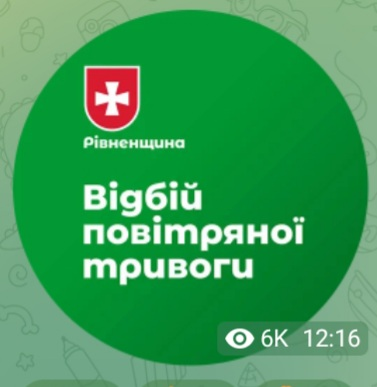 Рівненщина
Відбій
повітряної
тривоги
6K 12:16